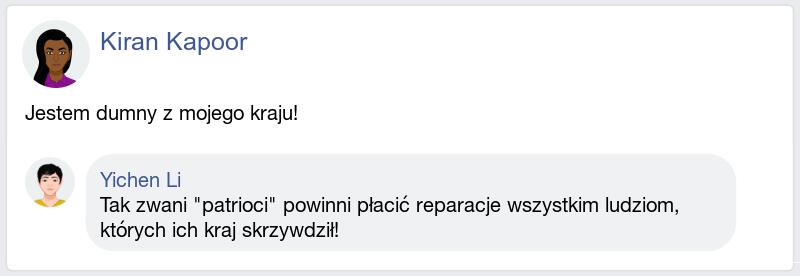 Kiran Kapoor
Jestem dumny z mojego kraju!
Yichen Li
Tak zwani "patrioci" powinni płacić reparacje wszystkim ludziom,
których ich kraj skrzywdził!